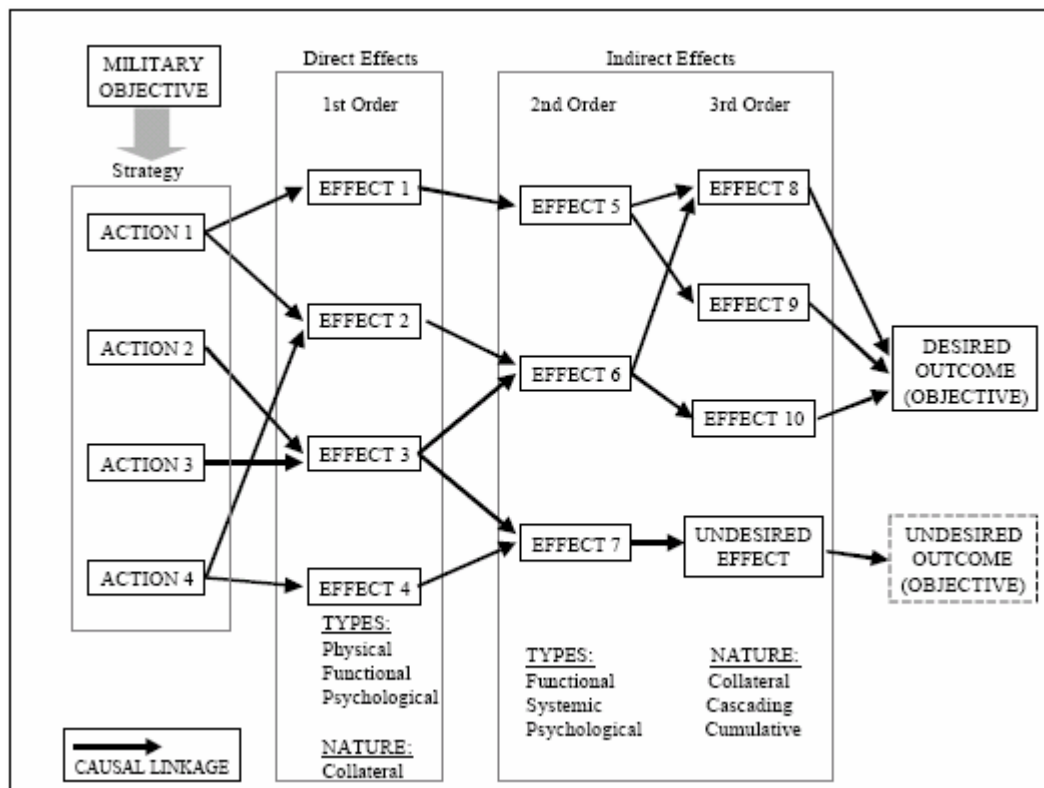 MILITARY
OBJECTIVE
Strategy
ACTION 1
ACTION 2
ACTION 3
ACTION 4
Direct Effects
1st Order
EFFECT 1
EFFECT 2
EFFECT 3
EFFECT 4
TYPES:
Physical
Functional
Psychological
NATURE:
Collateral
Indirect Effects
2nd Order
EFFECT 5
EFFECT 6
EFFECT 7
TYPES:
Functional
Systemic
Psychological
3rd Order
EFFECT 8
EFFECT 9
EFFECT 10
UNDESIRED
EFFECT
NATURE:
Collateral
Cascading
Cumulative
DESIRED
OUTCOME
(OBJECTIVE)
UNDESIRED
OUTCOME
(OBJECTIVE)
CAUSAL LINKAGE